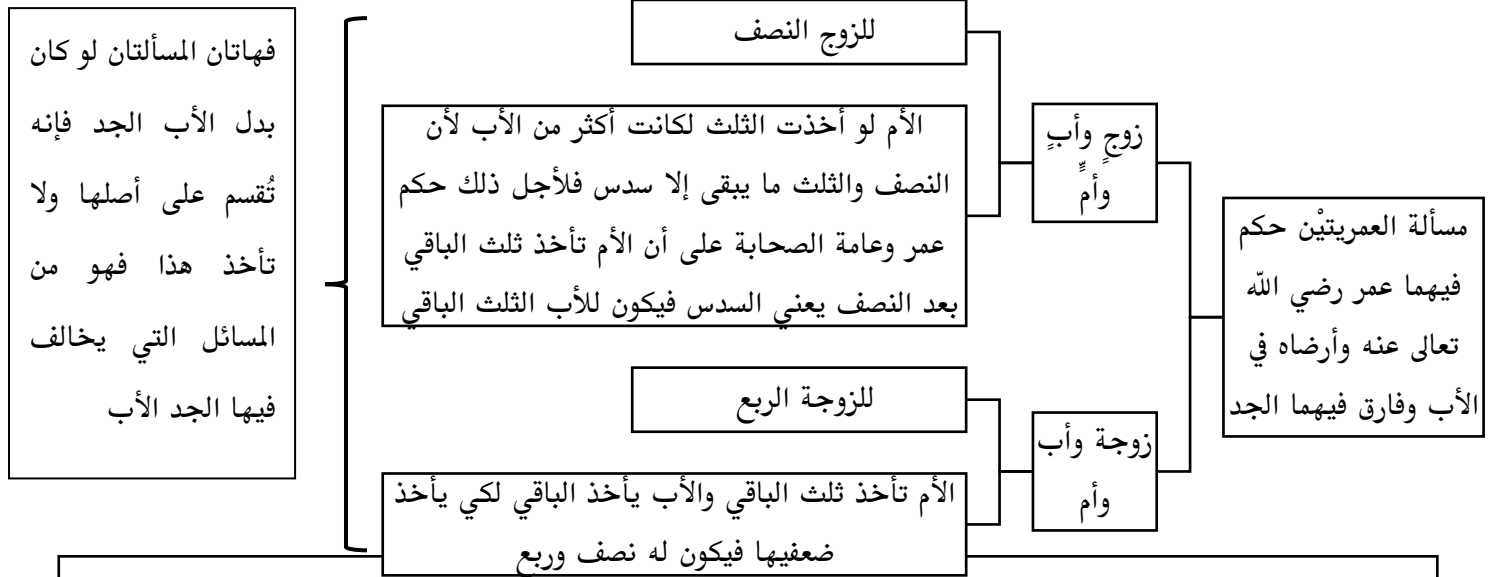 مسألة العمريتيْن حكم
فيهما عمر رضي الله
تعالى عنه وأرضاه في
الأب وفارق فيهما الجد
زوجٍ وأبٍ
وأمٍّ
للزوج النصف
الأم لو أخذت الثلث لكانت أكثر من الأب لأن
النصف والثلث ما يبقى إلا سدس فلأجل ذلك حكم
عمر وعامة الصحابة على أن الأم تأخذ ثلث الباقي
بعد النصف يعني السدس فيكون للأب الثلث الباقي
زوجة وأب
وأم
للزوجة الربع
الأم تأخذ ثلث الباقي والأب يأخذ الباقي لكي يأخذ
ضعفيها فيكون له نصف وربع
فهاتان المسألتان لو كان
بدل الأب الجد فإنه
تُقسم على أصلها ولا
تأخذ هذا فهو من
المسائل التي يخالف
فيها الجد الأب